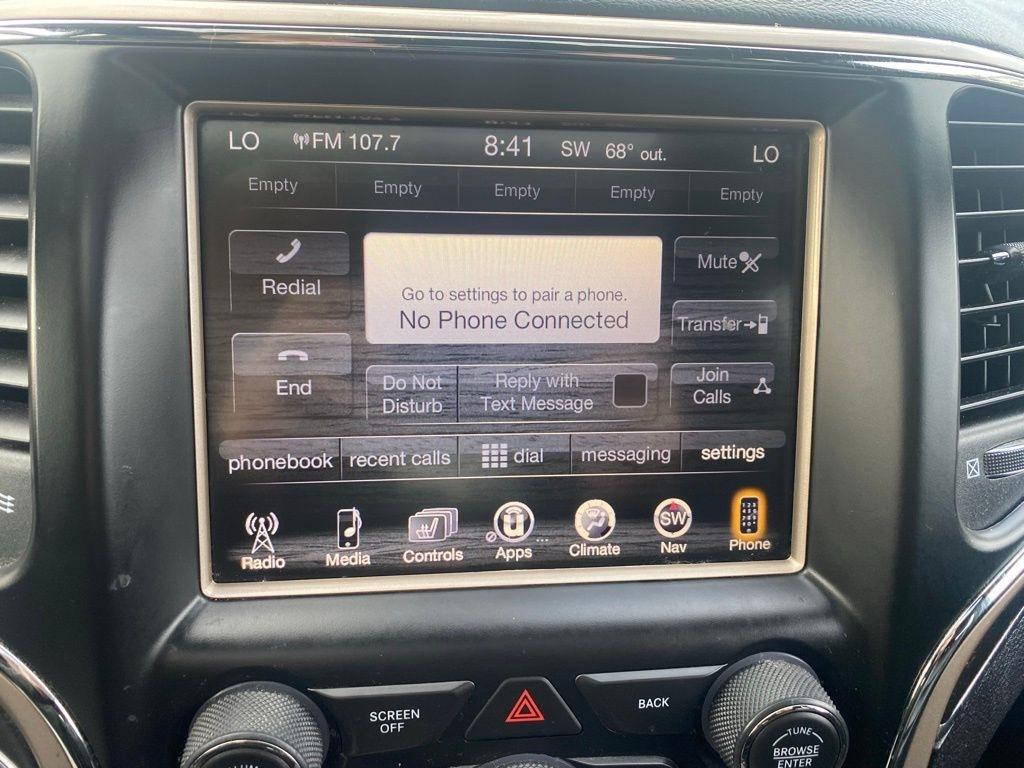 LO FM 107.7 8:41 SW 68° out. LO
Empty Empty Empty Empty Empty
Redial
Go to settings to pair a phone.
No Phone Connected
Mute
Transfer
End
Do Not
Disturb
Reply with
Text Message
Join
Calls
phonebook recent calls dial messaging settings
SW
Radio Media Controls Apps Climate Nav Phone
SCREEN
OFF
BACK
TUNE
BROWSE
ENTER